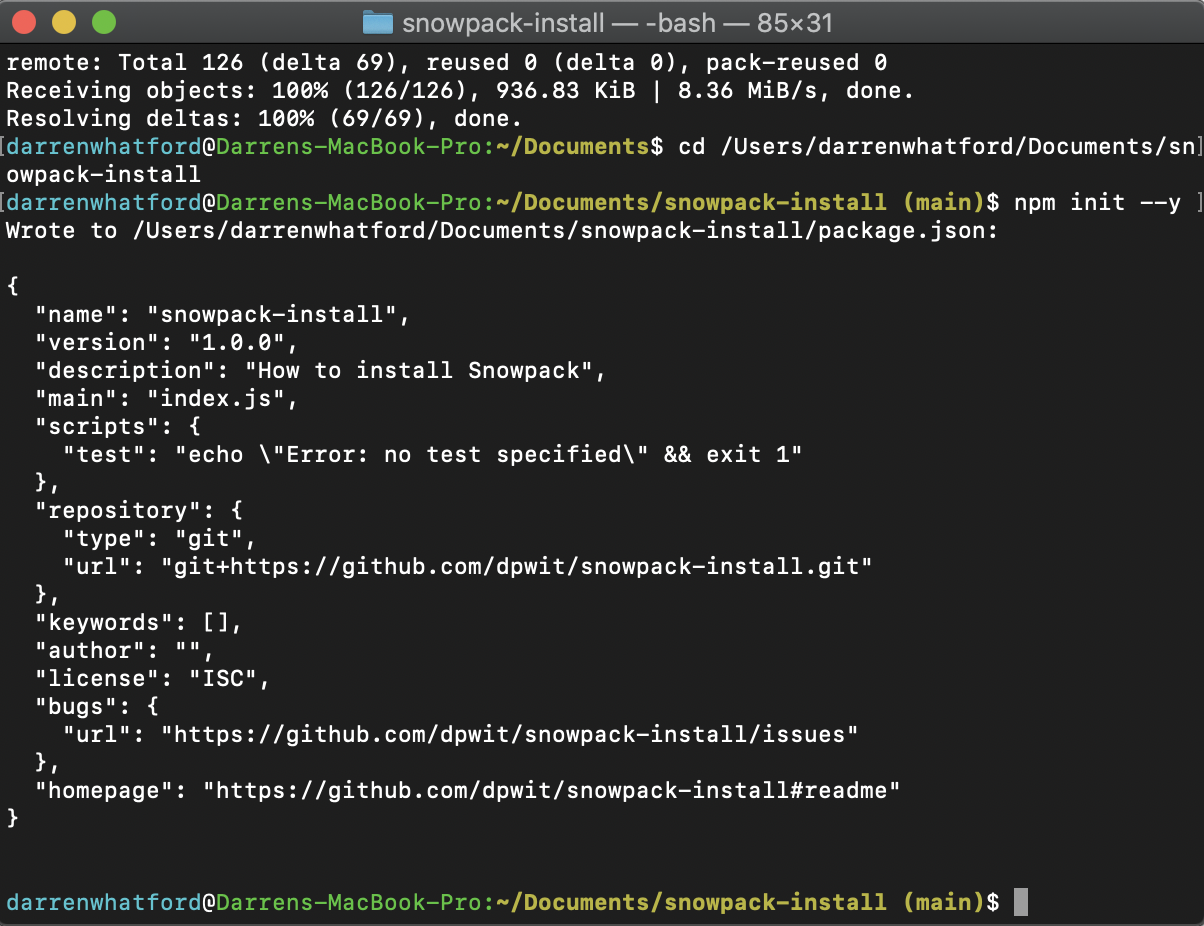 snowpack-install — -bash — 85×31
remote: Total 126 (delta 69), reused 0 (delta 0), pack-reused 0
Receiving objects: 100% (126/126), 936.83 KiB | 8.36 MiB/s, done.
Resolving deltas: 100% (69/69), done.
[darrenwhatford@Darrens-MacBook-Pro:~/Documents$ cd /Users/darrenwhatford/Documents/sn]
owpack-install
[darrenwhatford@Darrens-MacBook-Pro:~/Documents/snowpack-install (main)$ npm init --y ]
Wrote to /Users/darrenwhatford/Documents/snowpack-install/package.json:

{
  "name": "snowpack-install",
  "version": "1.0.0",
  "description": "How to install Snowpack",
  "main": "index.js",
  "scripts": {
    "test": "echo \"Error: no test specified\" && exit 1"
  },
  "repository": {
    "type": "git",
    "url": "git+https://github.com/dpwit/snowpack-install.git"
  },
  "keywords": [],
  "author": "",
  "license": "ISC",
  "bugs": {
    "url": "https://github.com/dpwit/snowpack-install/issues"
  },
  "homepage": "https://github.com/dpwit/snowpack-install#readme"
}

darrenwhatford@Darrens-MacBook-Pro:~/Documents/snowpack-install (main)$